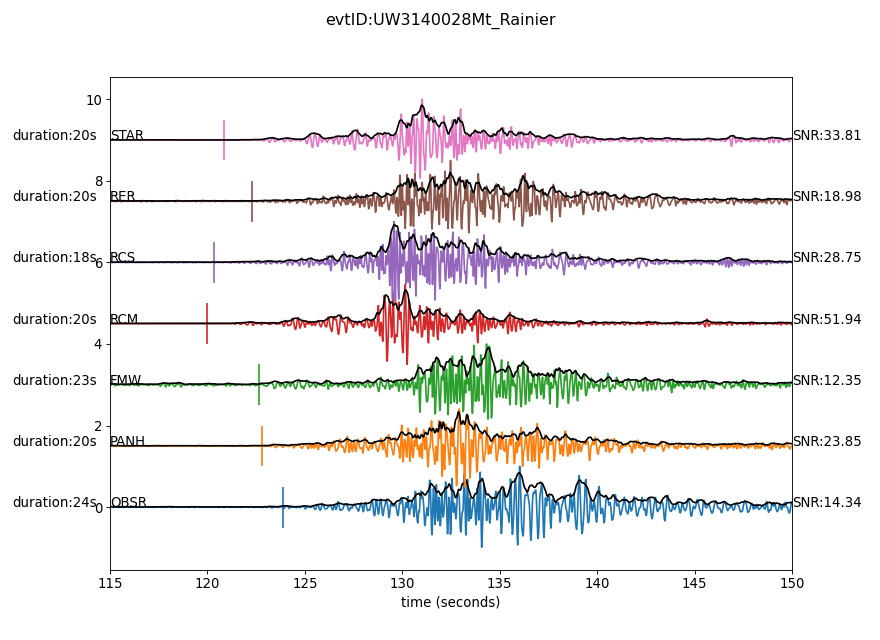 evtID:UW3140028Mt_Rainier
10
duration:20s STAR SNR:33.81
8
duration:20s RER SNR:18.98
duration:18s RCS SNR:28.75
6
duration:20s RCM SNR:51.94
4
duration:23s FMW SNR:12.35
2
duration:20s PANH SNR:23.85
duration:24s OBSR SNR:14.34
0
115 120 125 130 135 140 145 150
time (seconds)